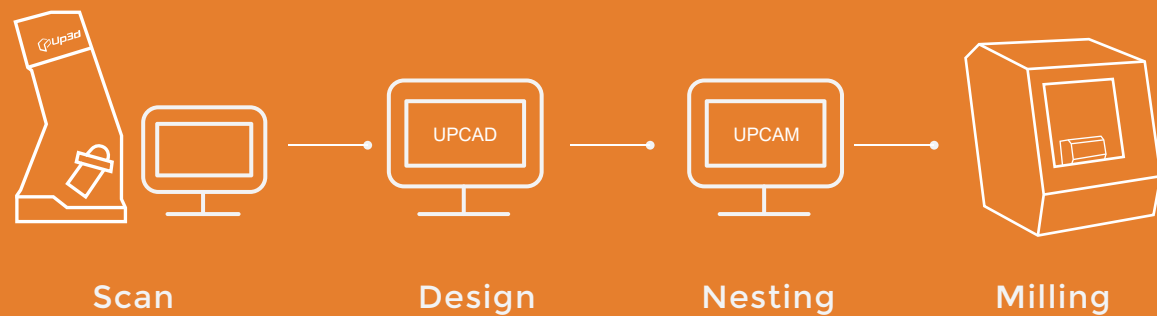 Up3d
UPCAD
UPCAM
Scan
Design
Nesting
Milling